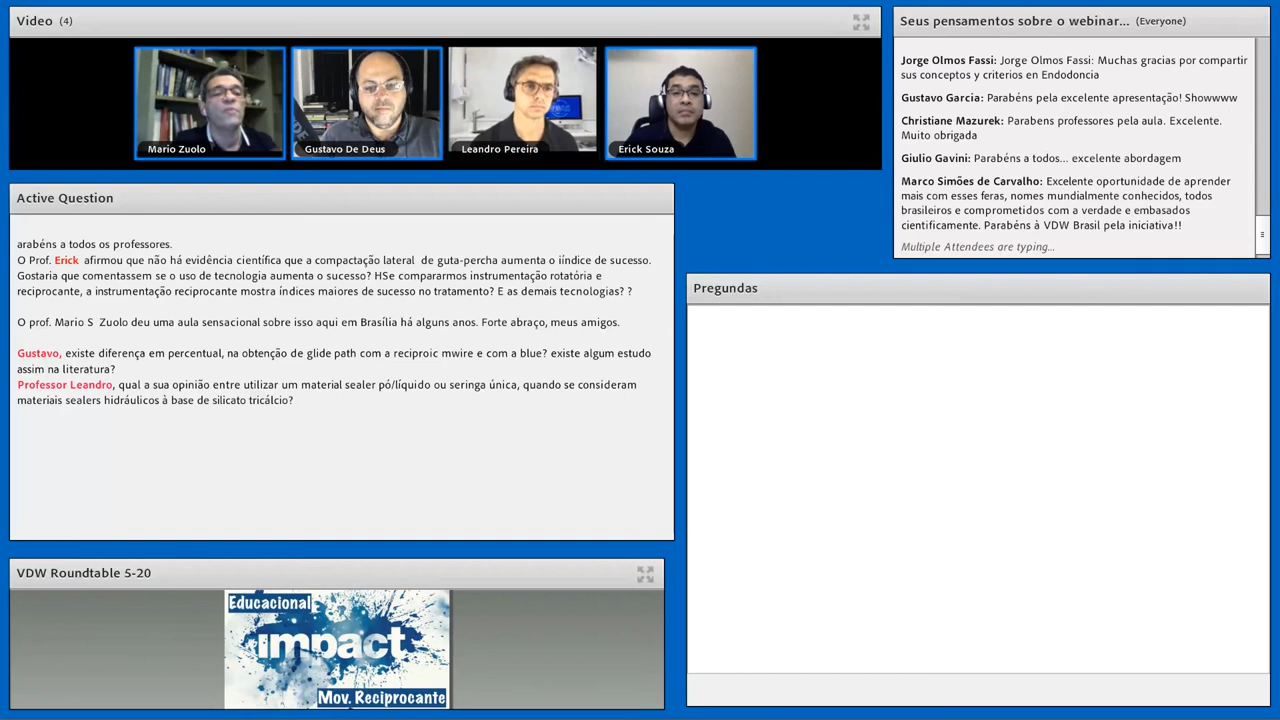 Video (4)
Mario Zuolo
Gustavo De Deus
Leandro Pereira
Erick Souza
Seus pensamentos sobre o webinar... (Everyone)
Jorge Olmos Fassi: Jorge Olmos Fassi: Muchas gracias por compartir
sus conceptos y criterios en Endodoncia
Gustavo Garcia: Parabéns pela excelente apresentação! Showwww
Christiane Mazurek: Parabens professores pela aula. Excelente.
Muito obrigada
Giulio Gavini: Parabéns a todos... excelente abordagem
Marco Simões de Carvalho: Excelente oportunidade de aprender
mais com esses feras, nomes mundialmente conhecidos, todos
brasileiros e comprometidos com a verdade e embasados
cientificamente. Parabéns à VDW Brasil pela iniciativa!!
Multiple Attendees are typing...
Active Question
arabéns a todos os professores.
O Prof. Erick afirmou que não há evidência científica que a compactação lateral de guta-percha aumenta o iíndice de sucesso.
Gostaria que comentassem se o uso de tecnologia aumenta o sucesso? HSe compararmos instrumentação rotatória e
reciprocante, a instrumentação reciprocante mostra índices maiores de sucesso no tratamento? E as demais tecnologias? ?
O prof. Mario S Zuolo deu uma aula sensacional sobre isso aqui em Brasília há alguns anos. Forte abraço, meus amigos.
Gustavo, existe diferença em percentual, na obtenção de glide path com a reciproic mwire e com a blue? existe algum estudo
assim na literatura?
Professor Leandro, qual a sua opinião entre utilizar um material sealer pó/líquido ou seringa única, quando se consideram
materiais sealers hidráulicos à base de silicato tricálcio?
Pregundas
VDW Roundtable 5-20
Educacional
impact
Mov. Reciprocante